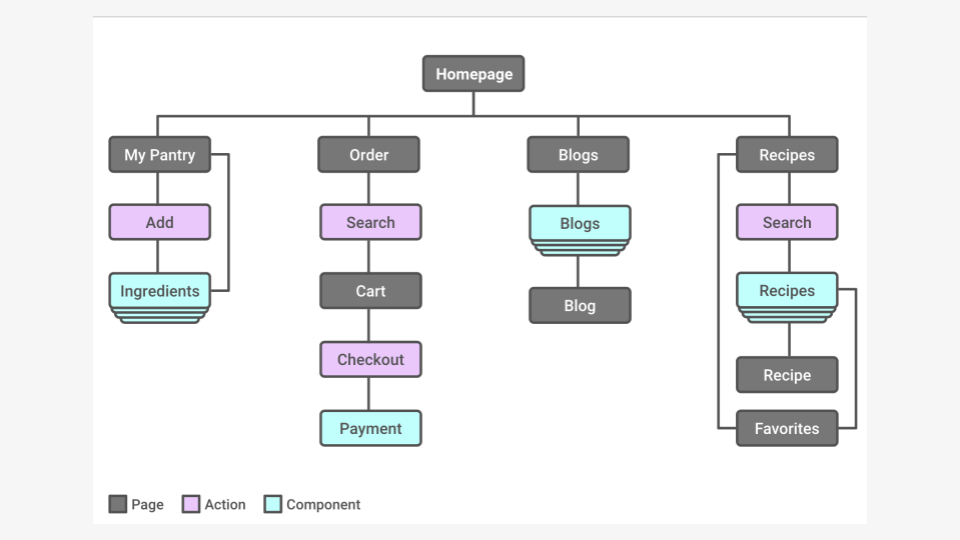 Homepage
My Pantry
Order
Blogs
Recipes
Add
Search
Blogs
Search
Ingredients
Cart
Blog
Recipes
Checkout
Recipe
Payment
Favorites
Page
Action
Component